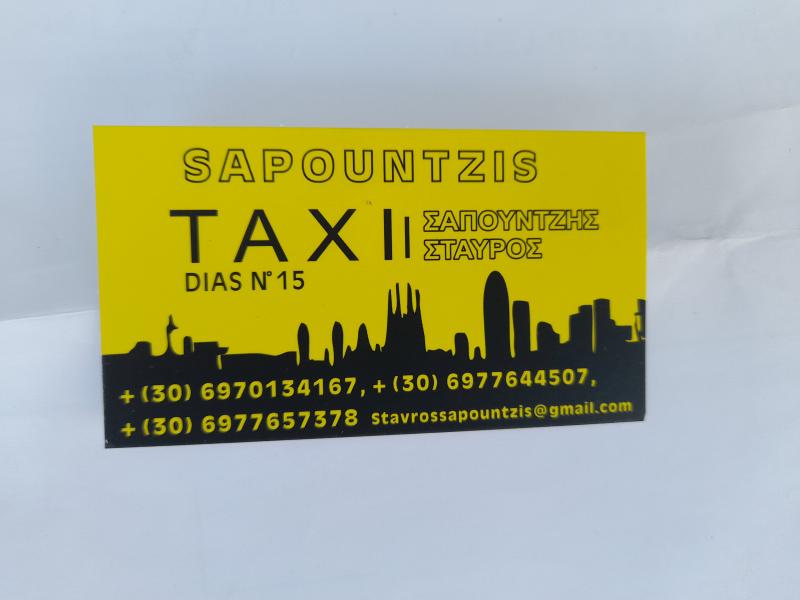 SAPOUNTZIS
TAXI
ΣΑΠΟΥΝΤΖΗΣ
ΣΤΑΥΡΟΣ
DIAS N°15
+(30) 6970134167, +(30) 6977644507,
+(30) 6977657378 Stavrossapountzis@gmail.com